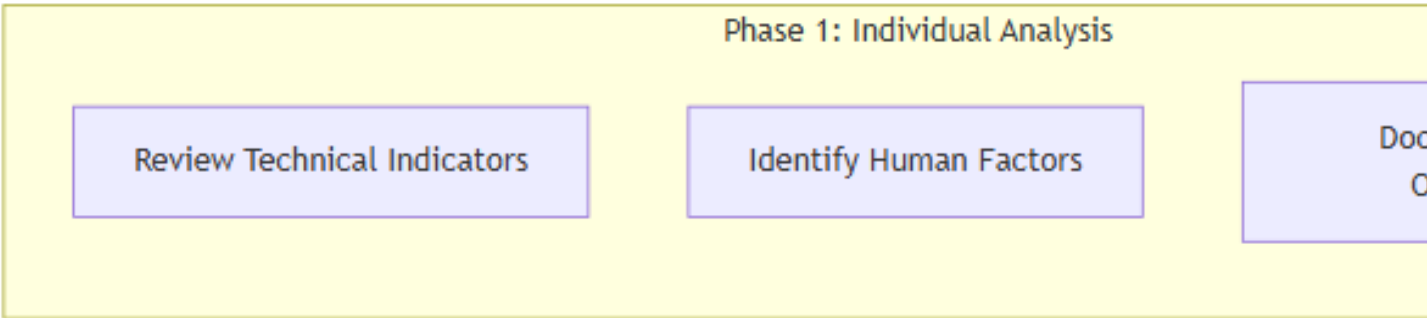 Phase 1: Individual Analysis
Review Technical Indicators
Identify Human Factors